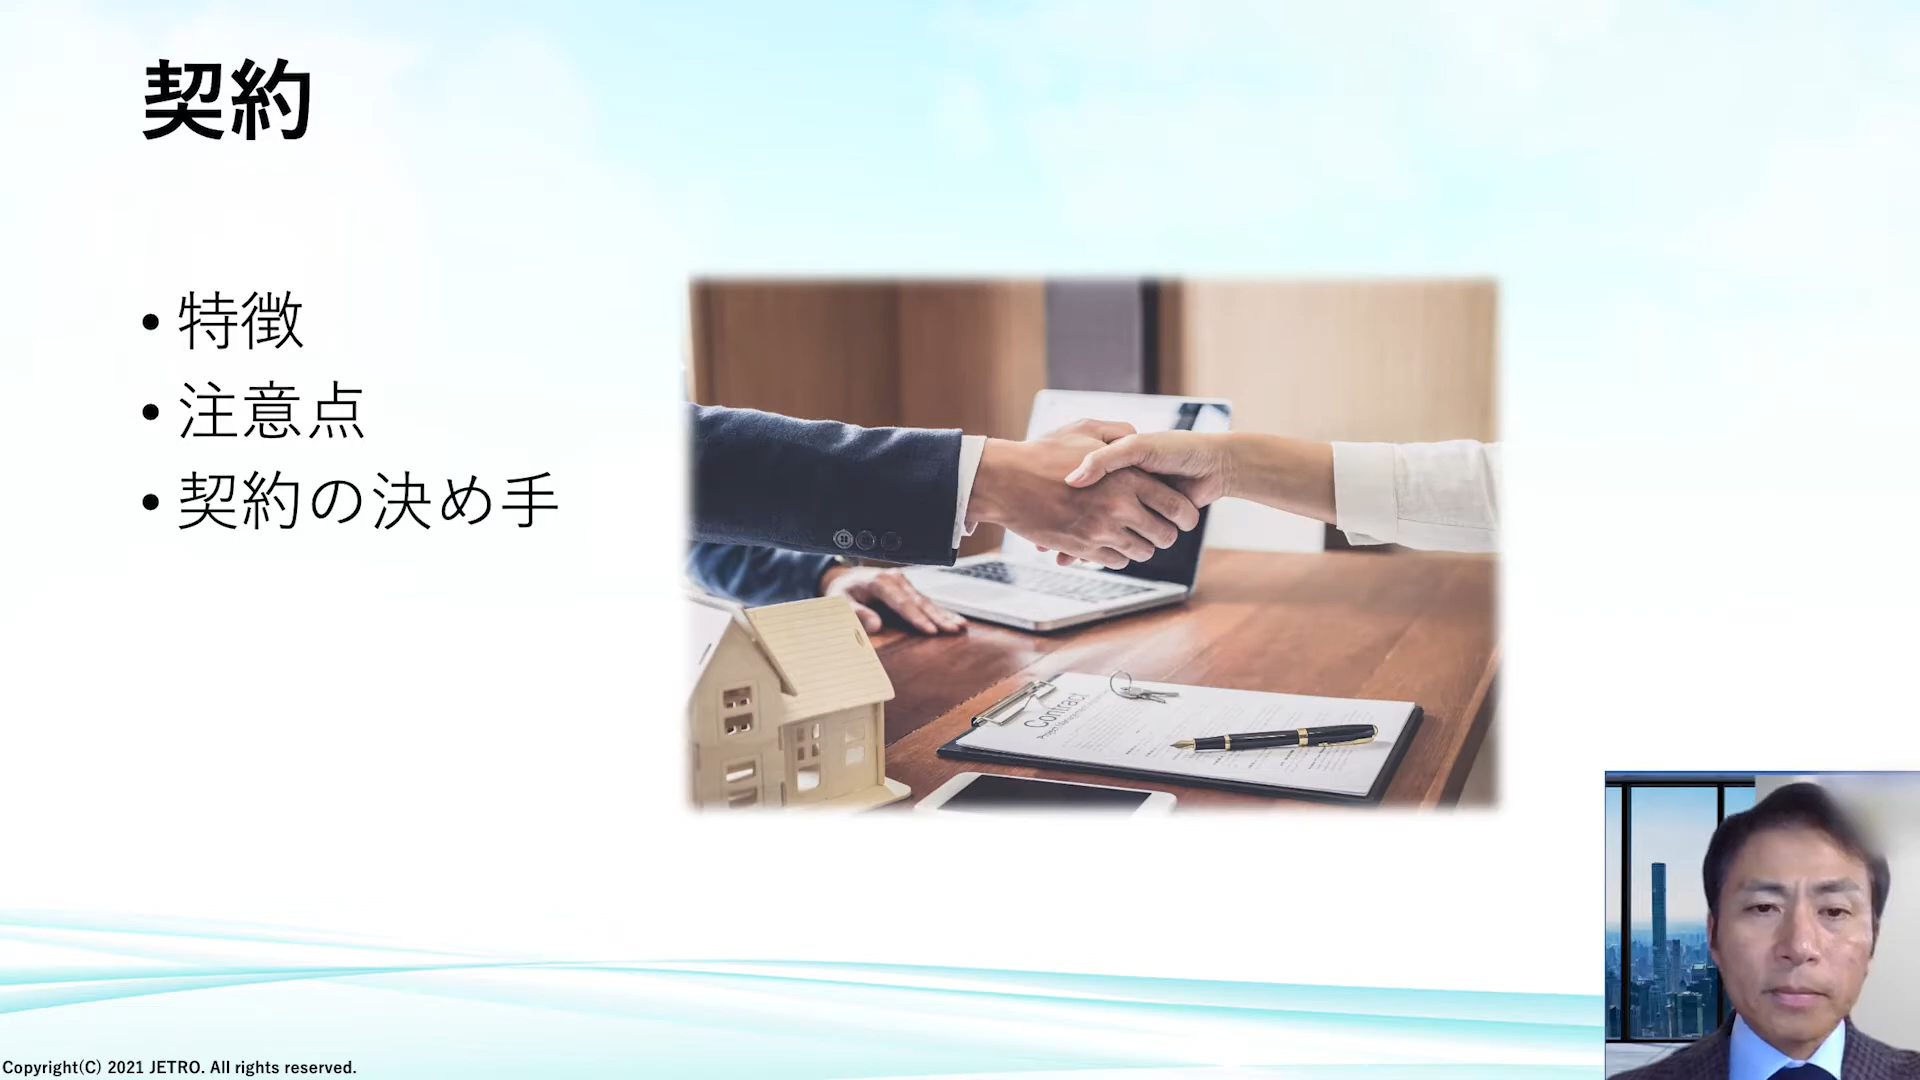 契約
• 特徴
• 注意点
• 契約の決め手
Contract
Copyright(C) 2021 JETRO. All rights reserved.